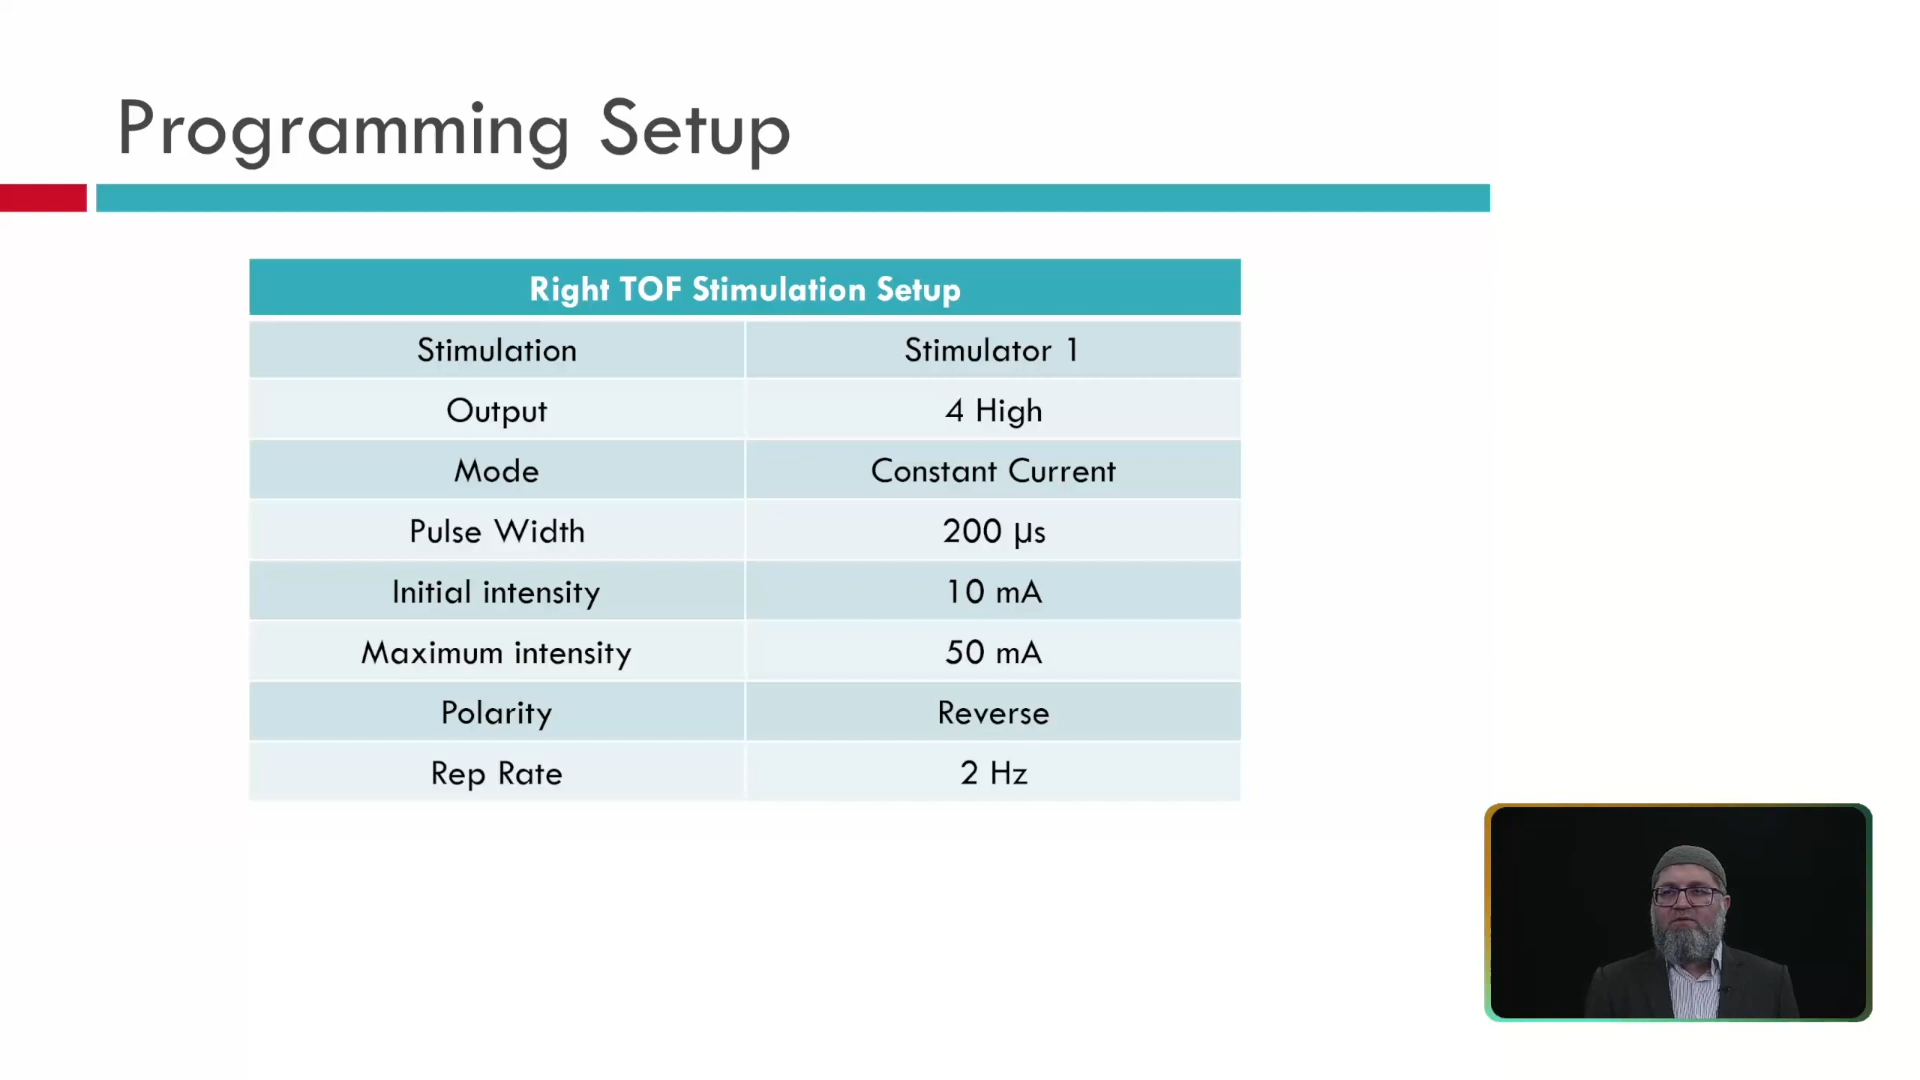 Programming Setup
Right TOF Stimulation Setup
Stimulation Stimulator 1
Output 4 High
Mode Constant Current
Pulse Width 200 µs
Initial intensity 10 mA
Maximum intensity 50 mA
Polarity Reverse
Rep Rate 2 Hz